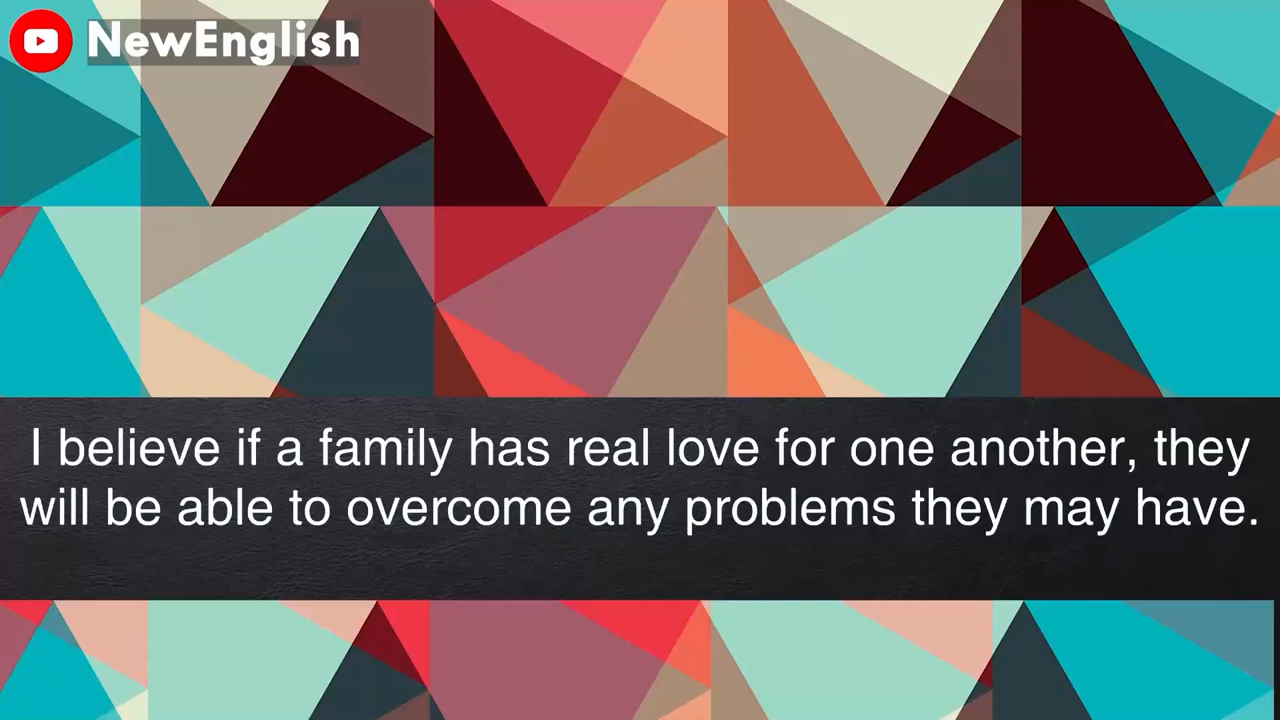 NewEnglish
I believe if a family has real love for one another, they
will be able to overcome any problems they may have.